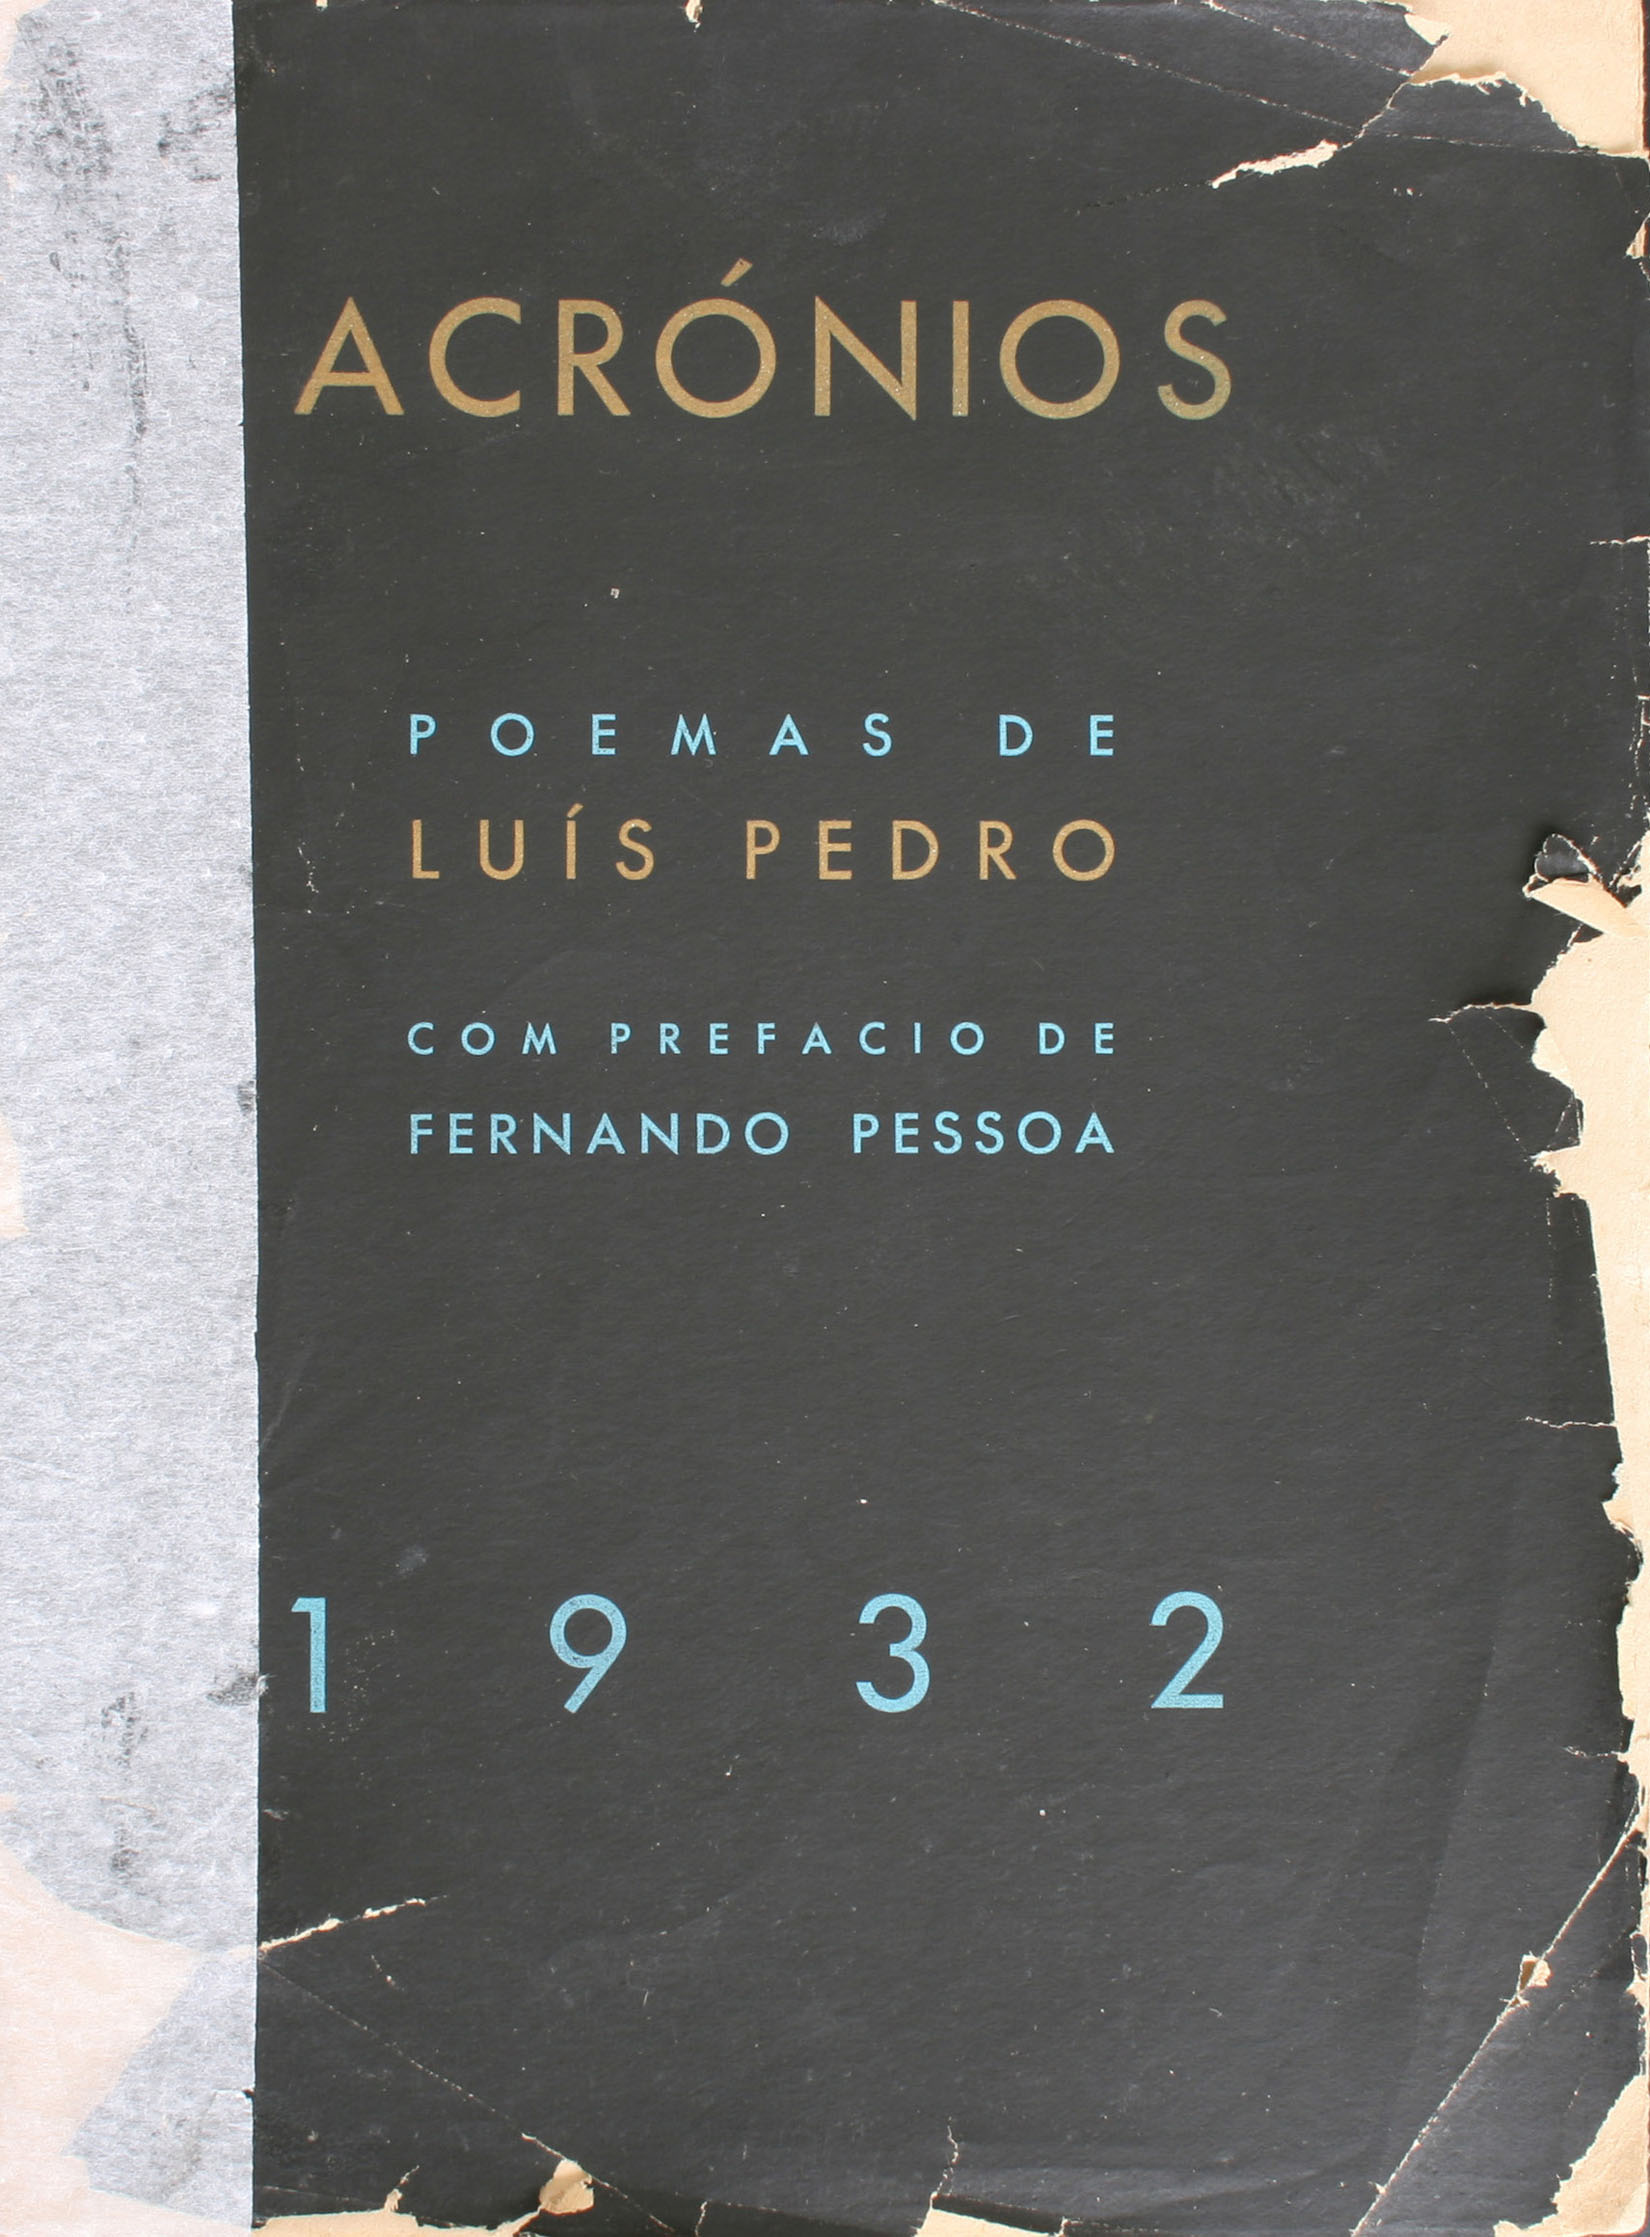 ACRÓNIOS
POEMAS DE
LUÍS PEDRO
COM PREFACIO DE
FERNANDO PESSOA
1932